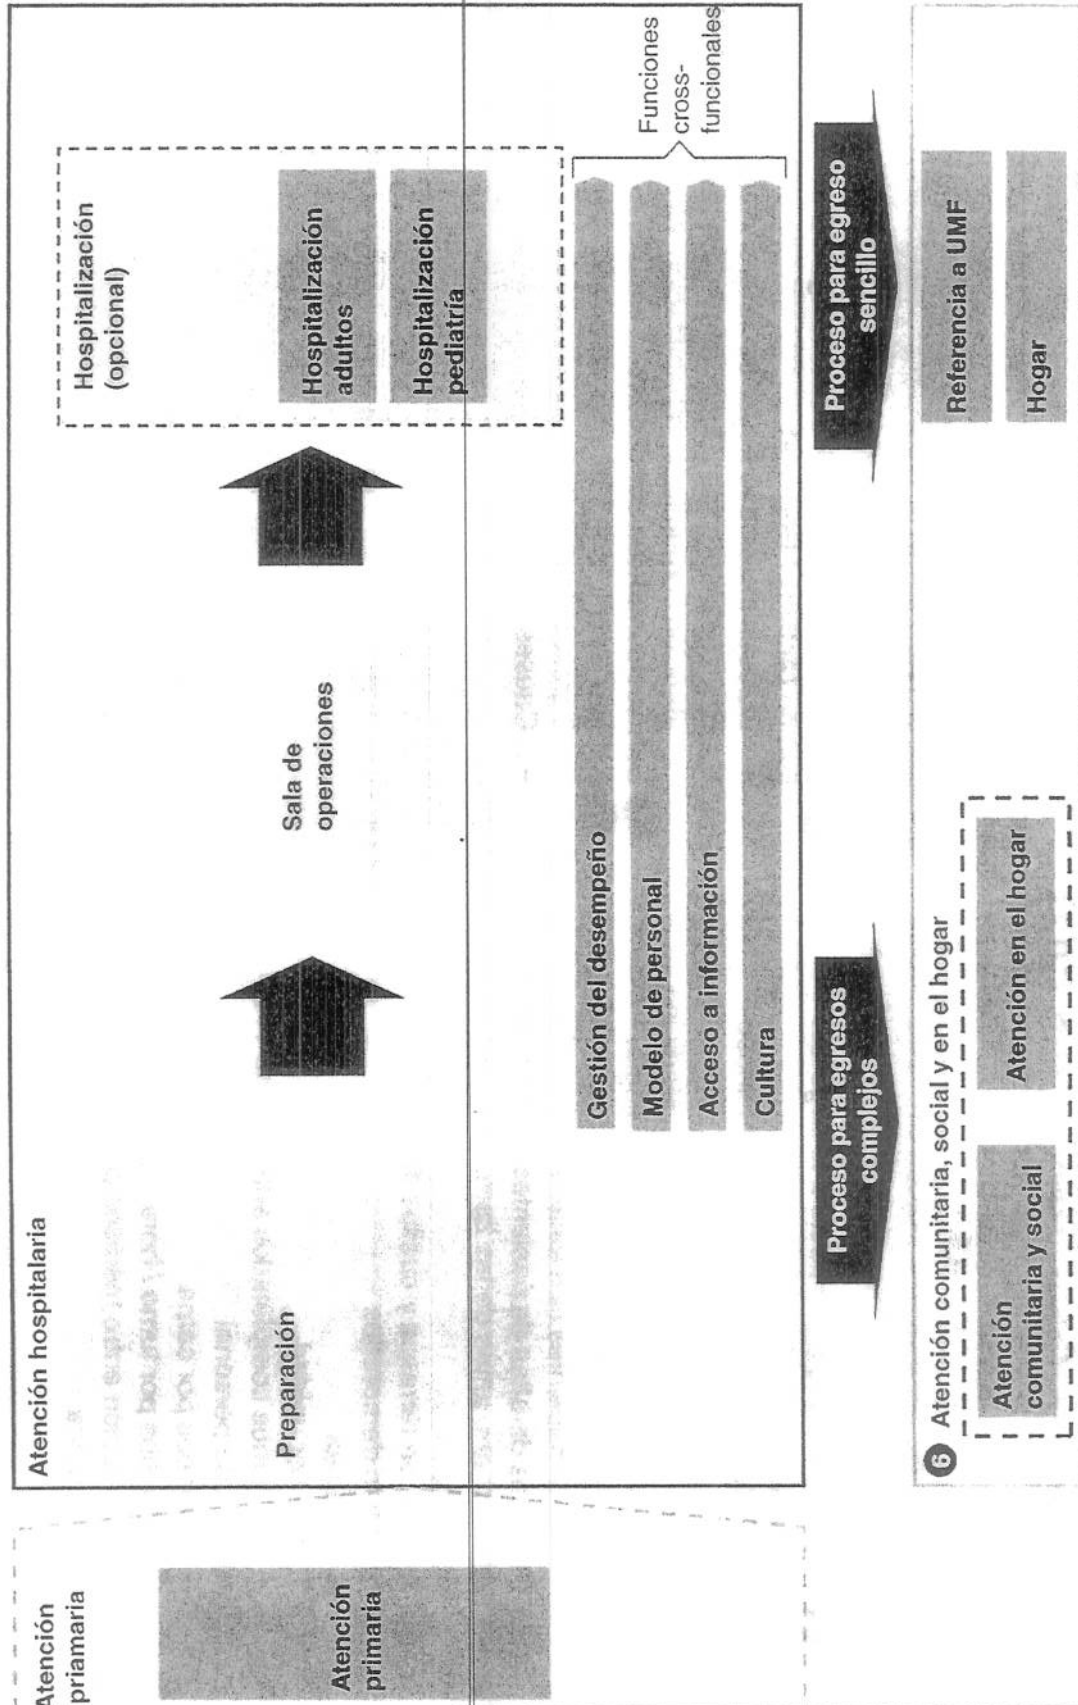 Atención
priamaria
Atención
primaria
Atención hospitalaria
Preparación
Sala de
operaciones
Hospitalización
(opcional)
Hospitalización
adultos
Hospitalización
pediatría
Gestión del desempeño
Modelo de personal
Acceso a información
Cultura
Funciones
cross-
funcionales
Proceso para egresos
complejos
Proceso para egreso
sencillo
6 Atención comunitaria, social y en el hogar
Atención
comunitaria y social
Atención en el hogar
Referencia a UMF
Hogar